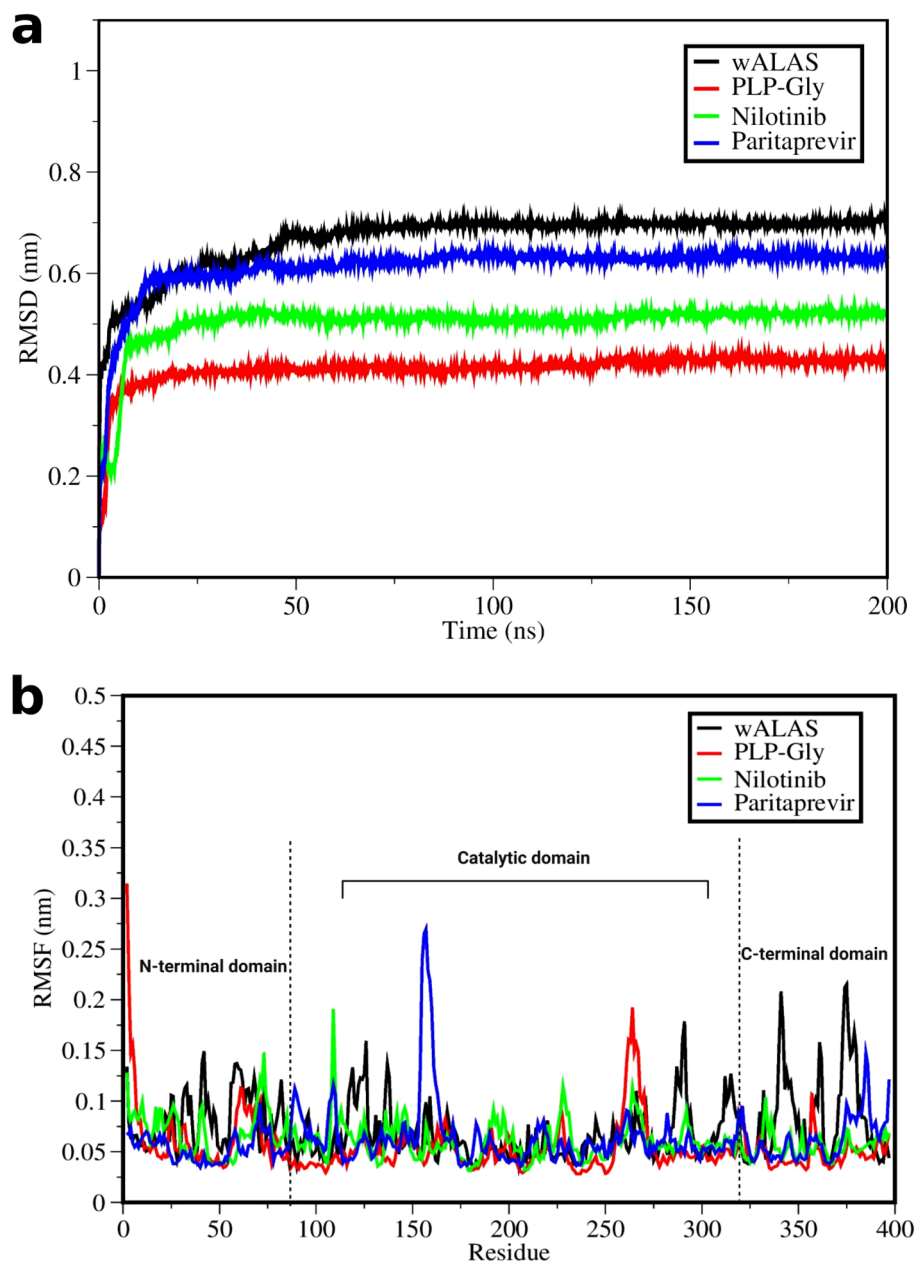 a
1
0.8
0.6
0.4
0.2
0
RMSD (nm)
wALAS
PLP-Gly
Nilotinib
Paritaprevir
0 50 100 150 200
Time (ns)
b
0.5
0.45
0.4
0.35
0.3
0.25
0.2
0.15
0.1
0.05
0
RMSF (nm)
wALAS
PLP-Gly
Nilotinib
Paritaprevir
Catalytic domain
N-terminal domain
C-terminal domain
0 50 100 150 200 250 300 350 400
Residue